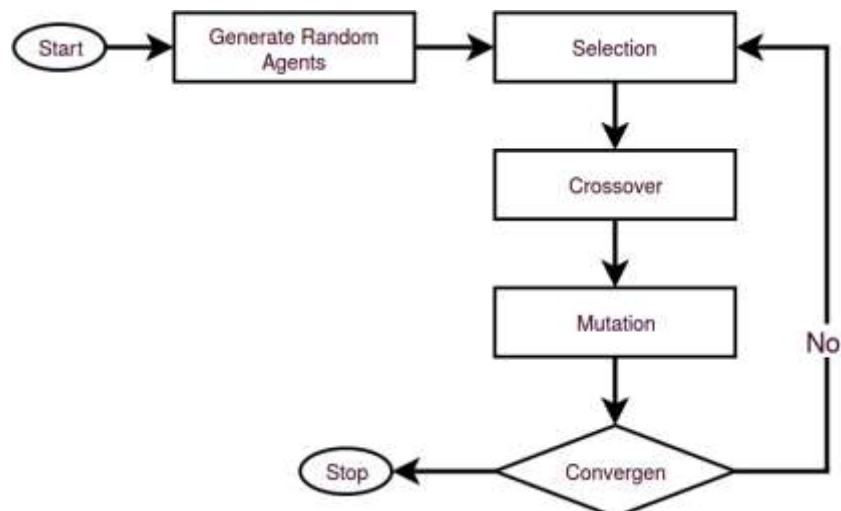 Start
Generate Random
Agents
Selection
Crossover
Mutation
No
Stop
Convergen